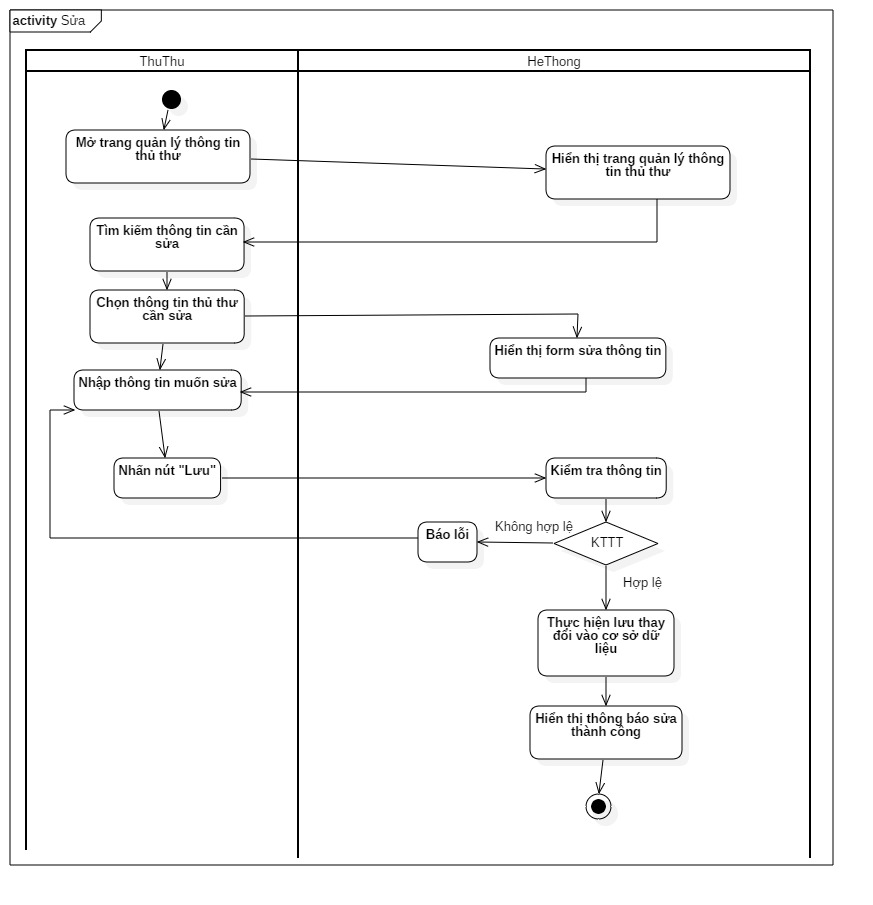 activity Sửa
ThuThu
HeThong
Mở trang quản lý thông tin
thủ thư
Hiển thị trang quản lý thông
tin thủ thư
Tìm kiếm thông tin cần
sửa
Chọn thông tin thủ thư
cần sửa
Hiển thị form sửa thông tin
Nhập thông tin muốn sửa
Nhấn nút "Lưu"
Kiểm tra thông tin
Báo lỗi
Không hợp lệ
KTTT
Hợp lệ
Thực hiện lưu thay
đổi vào cơ sở dữ
liệu
Hiển thị thông báo sửa
thành công